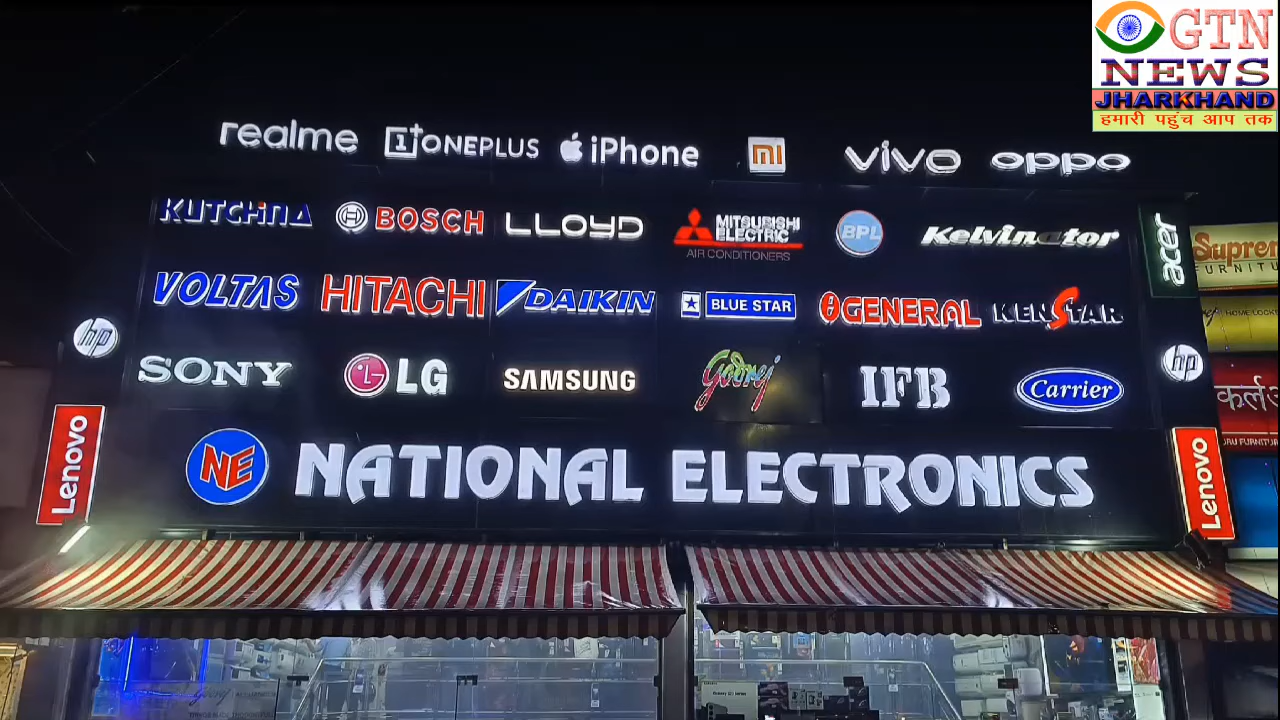 GTN
NEWS
JHARKHAND
हमारी पहुंच आप तक
realme 1+ ONEPLUS iPhone mi vivo oppo
KUTCHINA BOSCH LLOYD MITSUBISHI ELECTRIC AIR CONDITIONERS BPL Kelvinator
acer
VOLTAS HITACHI DAIKIN BLUE STAR GENERAL KENSTAR
hp
SONY LG SAMSUNG Godrej IFB Carrier
hp
Lenovo
NE NATIONAL ELECTRONICS
Lenovo